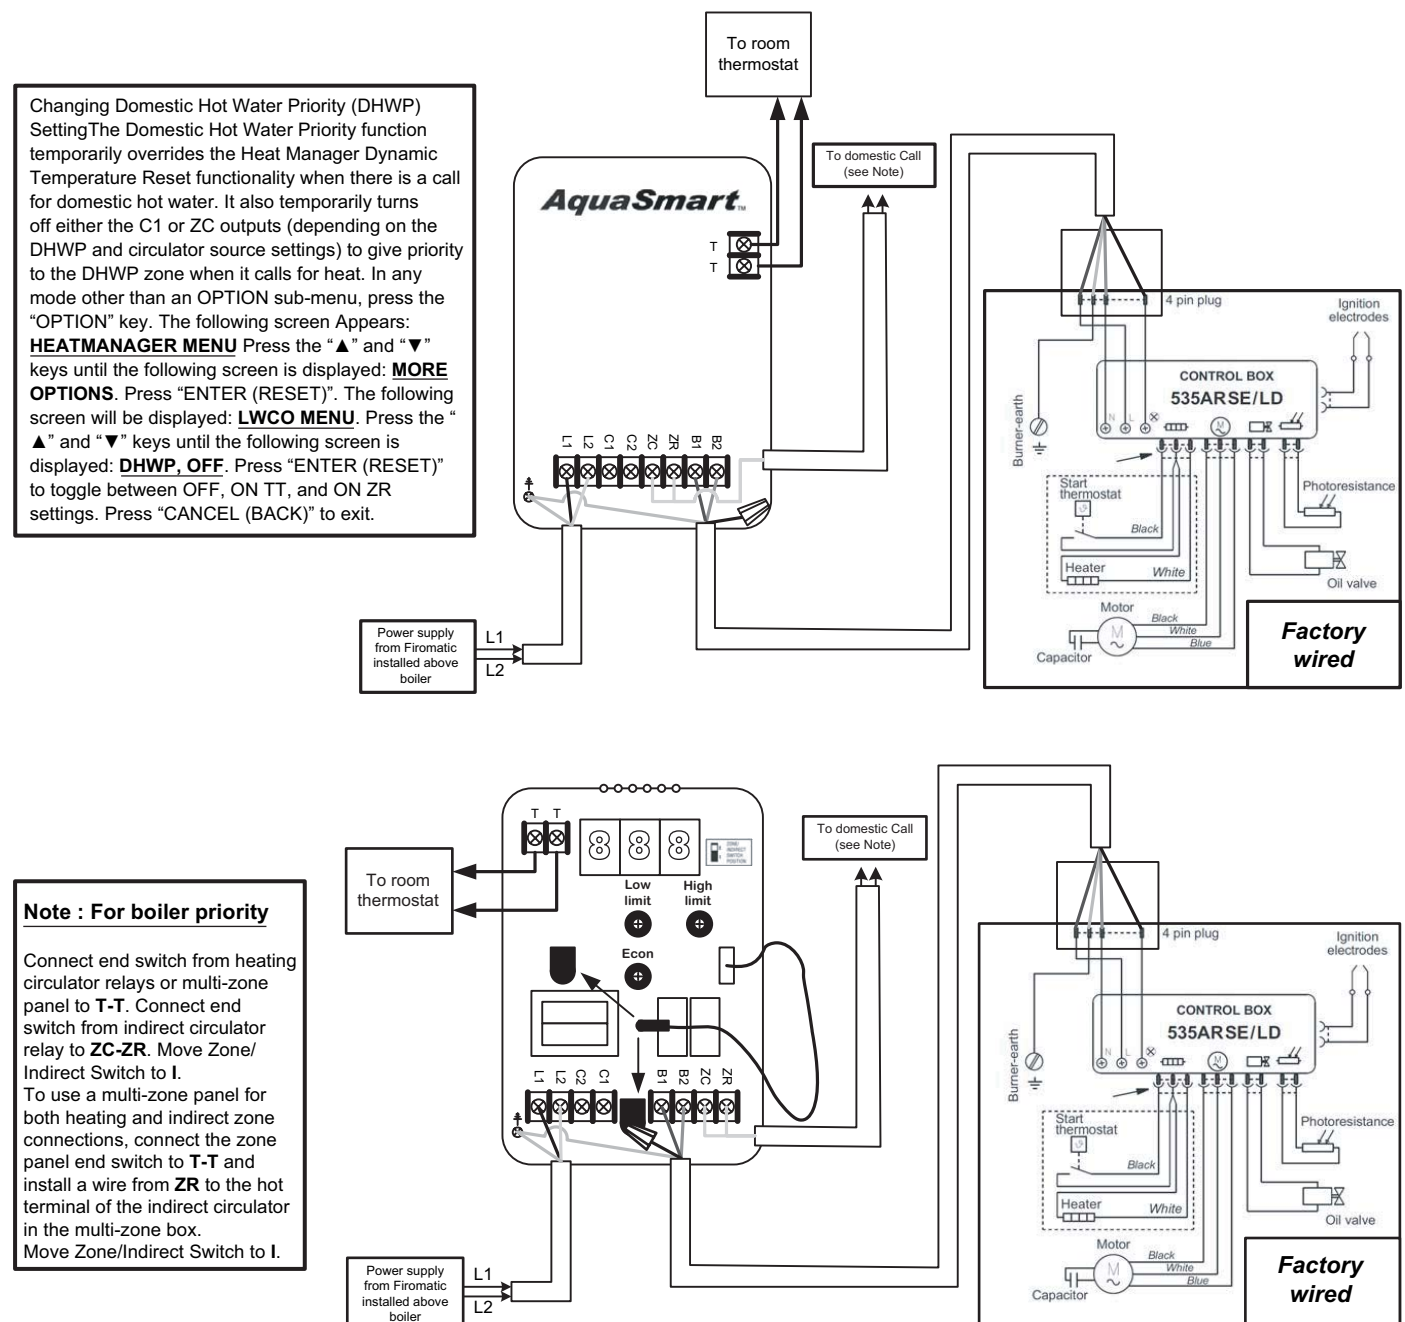 To room
thermostat
Changing Domestic Hot Water Priority (DHWP)
SettingThe Domestic Hot Water Priority function
temporarily overrides the Heat Manager Dynamic
Temperature Reset functionality when there is a call
for domestic hot water. It also temporarily turns
off either the C1 or ZC outputs (depending on the
DHWP and circulator source settings) to give priority
to the DHWP zone when it calls for heat. In any
mode other than an OPTION sub-menu, press the
“OPTION” key. The following screen Appears:
HEATMANAGER MENU Press the “▲” and “▼”
keys until the following screen is displayed: MORE
OPTIONS. Press “ENTER (RESET)”. The following
screen will be displayed: LWCO MENU. Press the “
▲” and “▼” keys until the following screen is
displayed: DHWP, OFF. Press “ENTER (RESET)”
to toggle between OFF, ON TT, and ON ZR
settings. Press “CANCEL (BACK)” to exit.
AquaSmart™
T
T
L1 L2 C1 C2 ZC ZR B1 B2
To domestic Call
(see Note)
Power supply
from Firomatic
installed above
boiler
L1
L2
4 pin plug
Ignition
electrodes
CONTROL BOX
535ARSE/LD
N L
M
Burner-earth
Start
thermostat
Black
Heater
White
Photoresistance
Oil valve
Motor
M
Black
White
Blue
Capacitor
Factory
wired
To room
thermostat
T T
8 8 8
ZONE/
INDIRECT
SWITCH
POSITION
Low
limit
High
limit
Econ
L1 L2 C2 C1 B1 B2 ZC ZR
To domestic Call
(see Note)
Note : For boiler priority
Connect end switch from heating
circulator relays or multi-zone
panel to T-T. Connect end
switch from indirect circulator
relay to ZC-ZR. Move Zone/
Indirect Switch to I.
To use a multi-zone panel for
both heating and indirect zone
connections, connect the zone
panel end switch to T-T and
install a wire from ZR to the hot
terminal of the indirect circulator
in the multi-zone box.
Move Zone/Indirect Switch to I.
Power supply
from Firomatic
installed above
boiler
L1
L2
4 pin plug
Ignition
electrodes
CONTROL BOX
535ARSE/LD
N L
M
Burner-earth
Start
thermostat
Black
Heater
White
Photoresistance
Oil valve
Motor
M
Black
White
Blue
Capacitor
Factory
wired